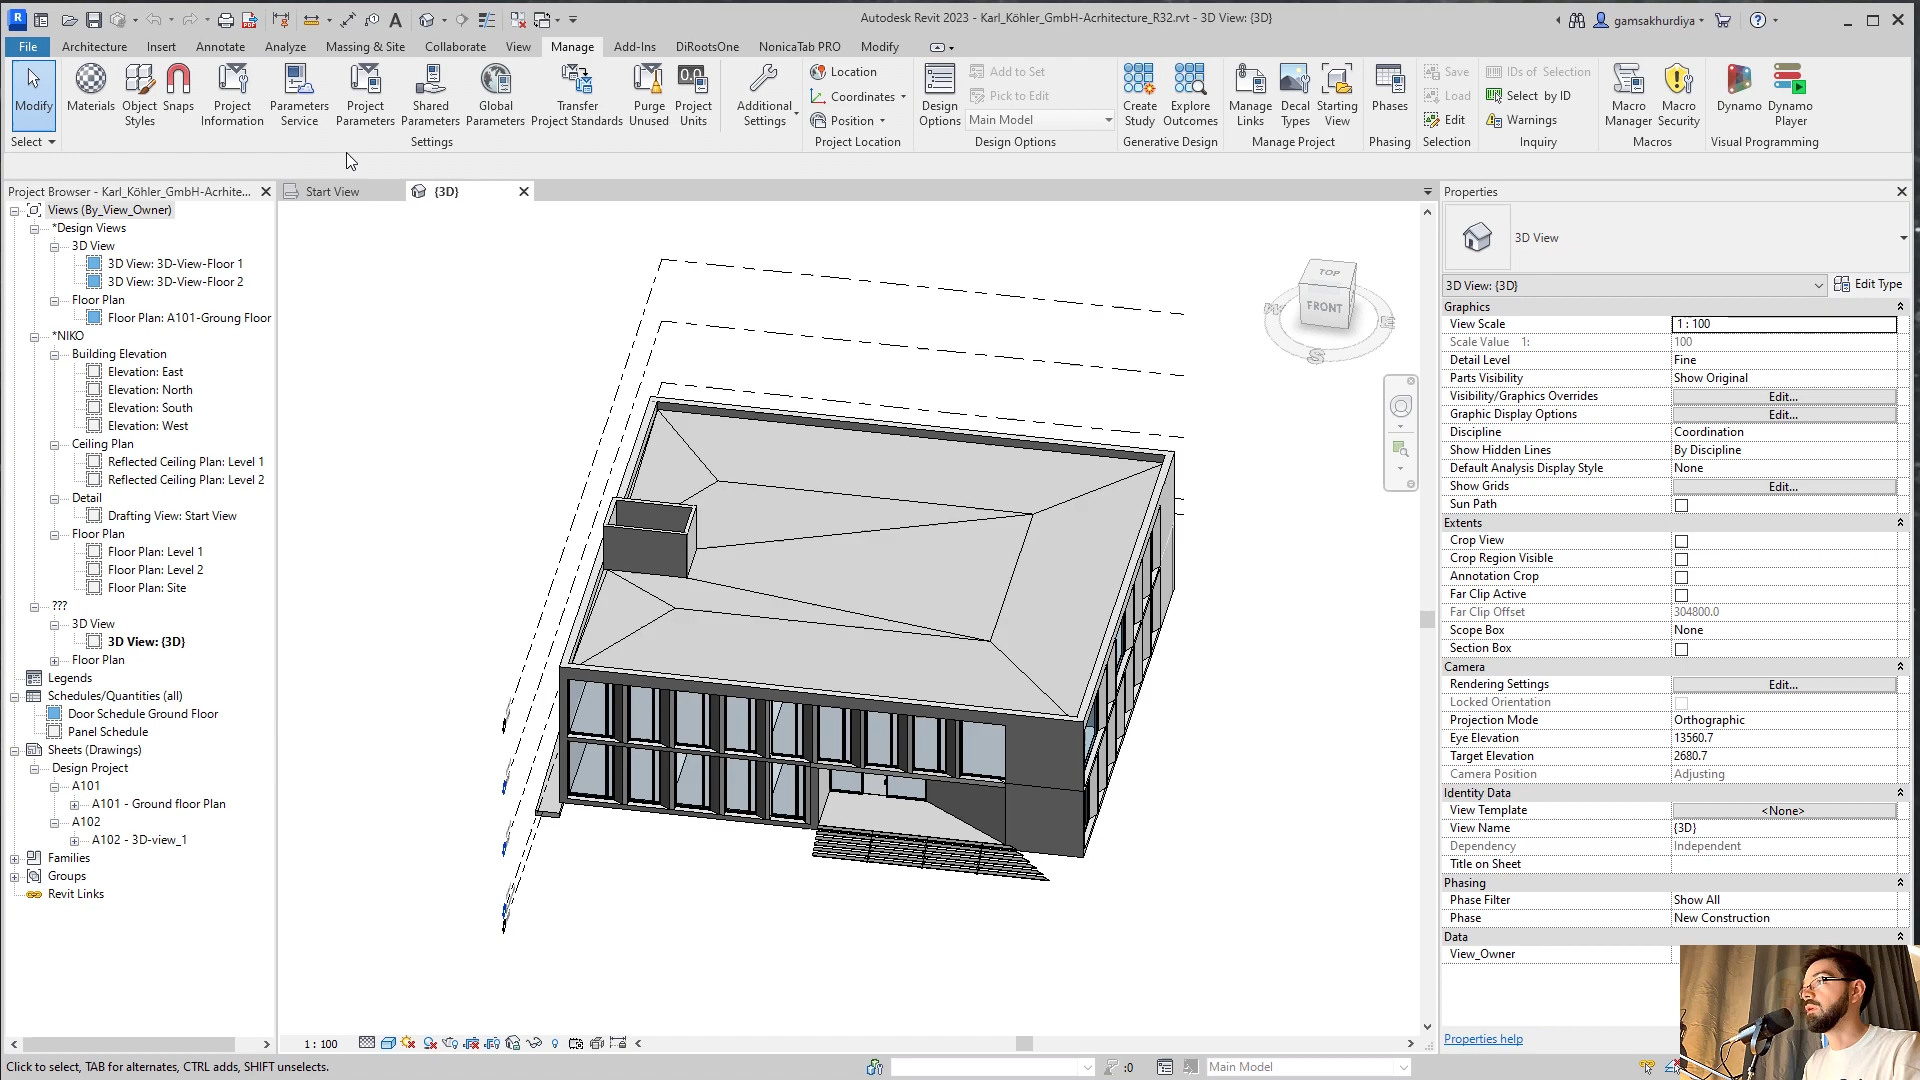 Autodesk Revit 2023 - Karl_Köhler_GmbH-Acrhitecture_R32.rvt - 3D View: {3D}
gamsakhurdiya
File
Architecture
Insert
Annotate
Analyze
Massing & Site
Collaborate
View
Manage
Add-Ins
DiRootsOne
NonicaTab PRO
Modify
Modify
Materials
Object Styles
Snaps
Project Information
Parameters Service
Project Parameters
Shared Parameters
Global Parameters
Transfer Project Standards
Purge Unused
Project Units
Additional Settings
Location
Coordinates
Position
Design Options
Add to Set
Pick to Edit
Main Model
Create Study
Explore Outcomes
Manage Links
Decal Types
Starting View
Phases
Save
Load
Edit
IDs of Selection
Select by ID
Warnings
Macro Manager
Macro Security
Dynamo
Dynamo Player
Select
Settings
Project Location
Design Options
Generative Design
Manage Project
Phasing
Selection
Inquiry
Macros
Visual Programming
Project Browser - Karl_Köhler_GmbH-Acrhite...
Views (By_View_Owner)
*Design Views
3D View
3D View: 3D-View-Floor 1
3D View: 3D-View-Floor 2
Floor Plan
Floor Plan: A101-Groung Floor
*NIKO
Building Elevation
Elevation: East
Elevation: North
Elevation: South
Elevation: West
Ceiling Plan
Reflected Ceiling Plan: Level 1
Reflected Ceiling Plan: Level 2
Detail
Drafting View: Start View
Floor Plan
Floor Plan: Level 1
Floor Plan: Level 2
Floor Plan: Site
???
3D View
3D View: {3D}
Floor Plan
Legends
Schedules/Quantities (all)
Door Schedule Ground Floor
Panel Schedule
Sheets (Drawings)
Design Project
A101
A101 - Ground floor Plan
A102
A102 - 3D-view_1
Families
Groups
Revit Links
Start View
{3D}
TOP
FRONT
S
E
Properties
3D View
3D View: {3D}
Edit Type
Graphics
View Scale 1 : 100
Scale Value 1: 100
Detail Level Fine
Parts Visibility Show Original
Visibility/Graphics Overrides Edit...
Graphic Display Options Edit...
Discipline Coordination
Show Hidden Lines By Discipline
Default Analysis Display Style None
Show Grids Edit...
Sun Path
Extents
Crop View
Crop Region Visible
Annotation Crop
Far Clip Active
Far Clip Offset 304800.0
Scope Box None
Section Box
Camera
Rendering Settings Edit...
Locked Orientation
Projection Mode Orthographic
Eye Elevation 13560.7
Target Elevation 2680.7
Camera Position Adjusting
Identity Data
View Template <None>
View Name {3D}
Dependency Independent
Title on Sheet
Phasing
Phase Filter Show All
Phase New Construction
Data
View_Owner
Properties help
1 : 100
Click to select, TAB for alternates, CTRL adds, SHIFT unselects.
:0
Main Model